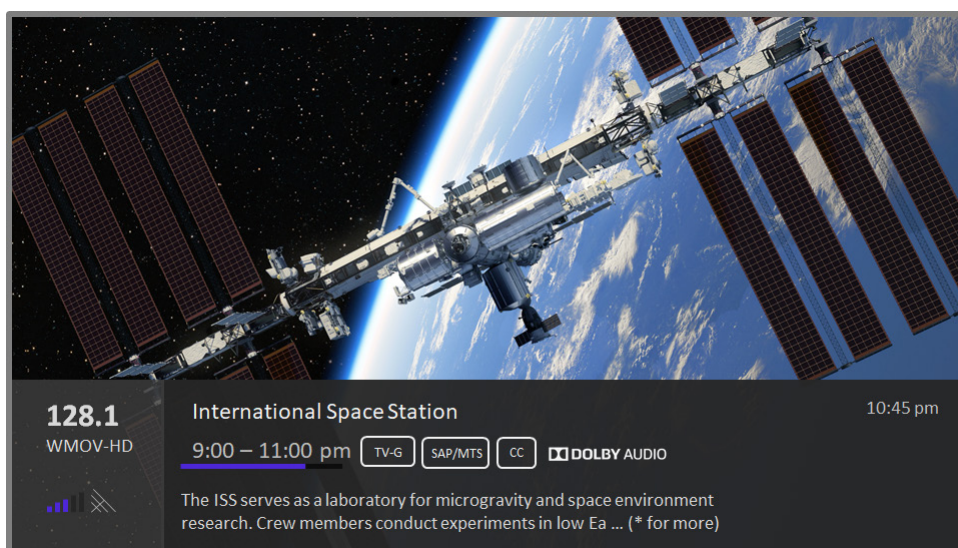 128.1
WMOV-HD
International Space Station
10:45 pm
9:00 – 11:00 pm TV-G SAP/MTS CC DOLBY AUDIO
The ISS serves as a laboratory for microgravity and space environment
research. Crew members conduct experiments in low Ea ... (* for more)